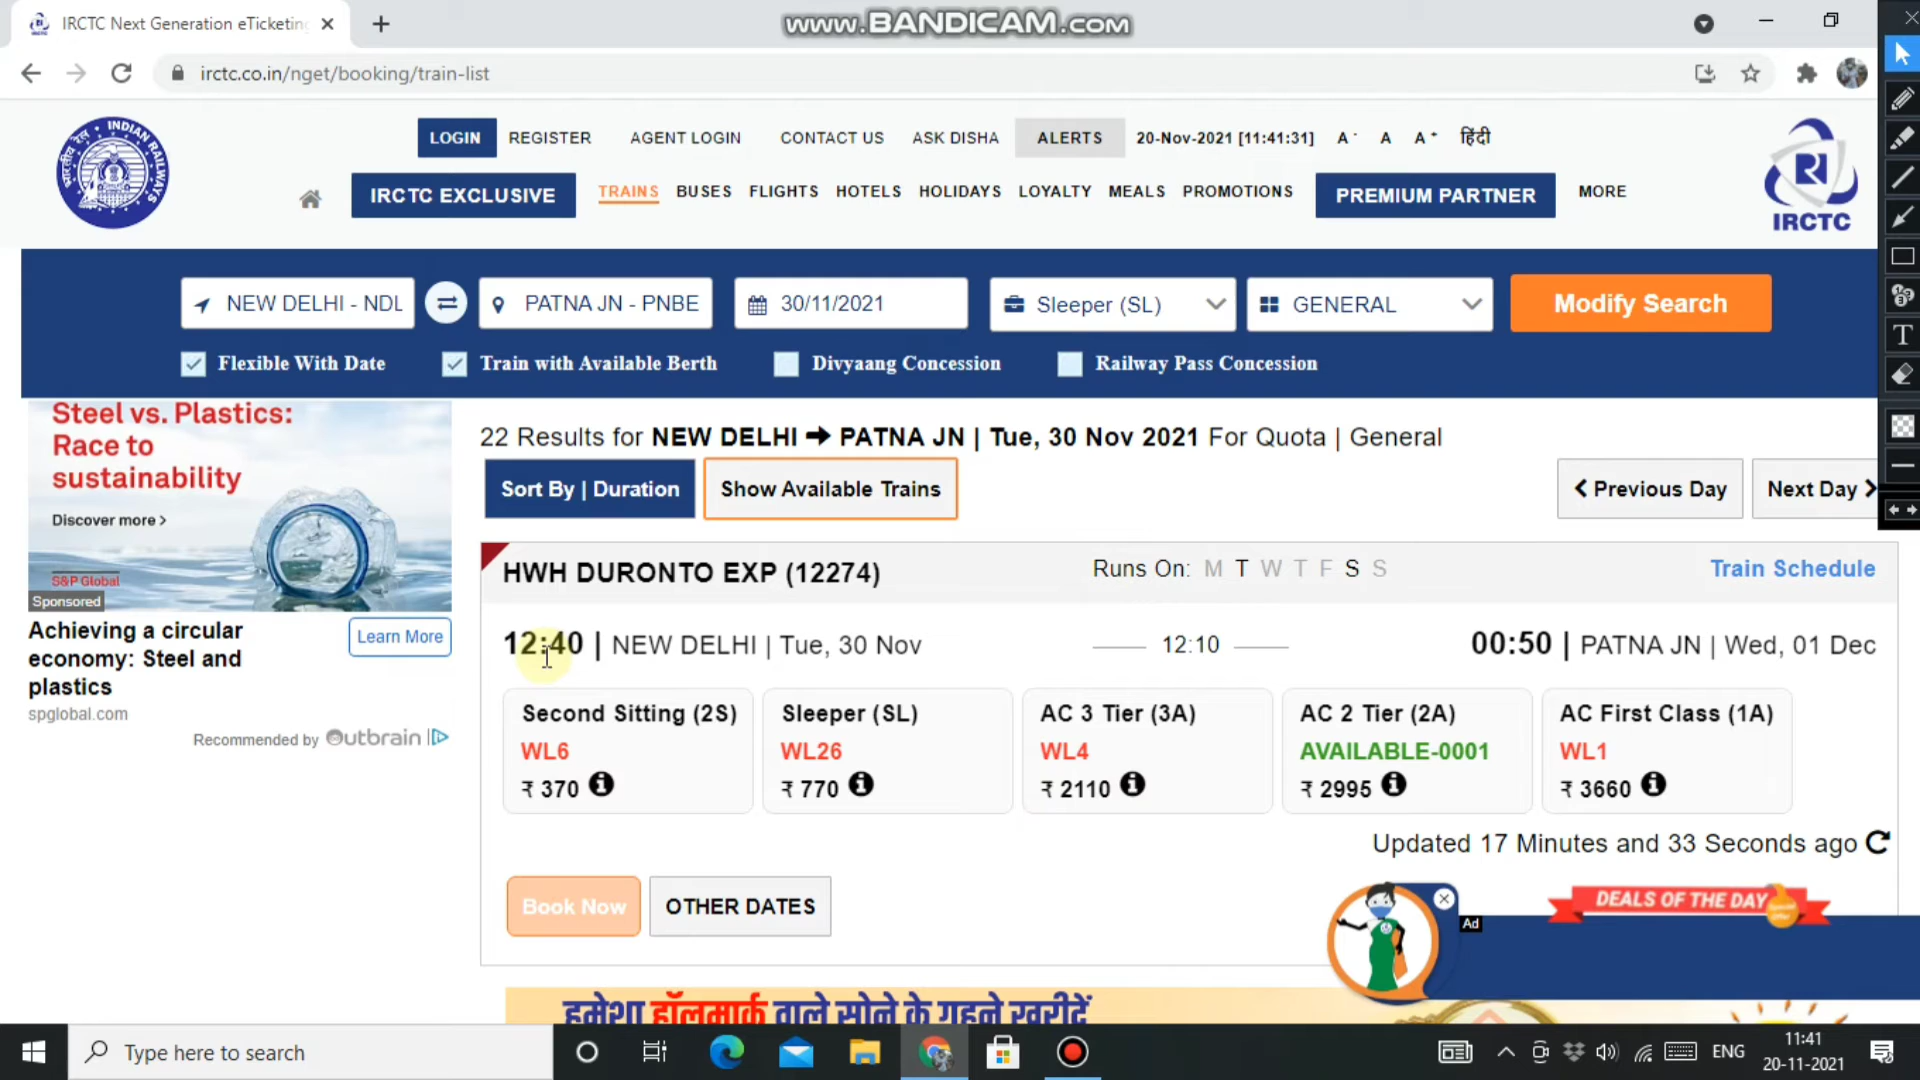 www.BANDICAM.com
IRCTC Next Generation eTicketing
irctc.co.in/nget/booking/train-list
LOGIN REGISTER AGENT LOGIN CONTACT US ASK DISHA ALERTS 20-Nov-2021 [11:41:31] A- A A+ हिंदी
INDIAN RAILWAYS
IRCTC EXCLUSIVE TRAINS BUSES FLIGHTS HOTELS HOLIDAYS LOYALTY MEALS PROMOTIONS PREMIUM PARTNER MORE
IRCTC
NEW DELHI - NDL PATNA JN - PNBE 30/11/2021 Sleeper (SL) GENERAL Modify Search
Flexible With Date Train with Available Berth Divyaang Concession Railway Pass Concession
Steel vs. Plastics:
Race to
sustainability
Discover more >
S&P Global
Sponsored
Achieving a circular
economy: Steel and
plastics
Learn More
spglobal.com
Recommended by Outbrain
22 Results for NEW DELHI ➔ PATNA JN | Tue, 30 Nov 2021 For Quota | General
Sort By | Duration Show Available Trains Previous Day Next Day
HWH DURONTO EXP (12274) Runs On: M T W T F S S Train Schedule
12:40 | NEW DELHI | Tue, 30 Nov 12:10 00:50 | PATNA JN | Wed, 01 Dec
Second Sitting (2S) Sleeper (SL) AC 3 Tier (3A) AC 2 Tier (2A) AC First Class (1A)
WL6 WL26 WL4 AVAILABLE-0001 WL1
₹ 370 ₹ 770 ₹ 2110 ₹ 2995 ₹ 3660
Updated 17 Minutes and 33 Seconds ago
Book Now OTHER DATES
DEALS OF THE DAY
Special Offer
Ad
हमेशा हॉलमार्क वाले सोने के गहने खरीदें
Type here to search
ENG
11:41
20-11-2021